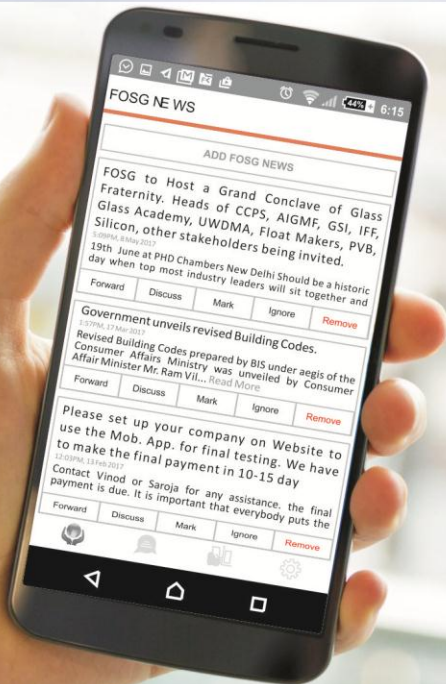 44% 6:15
FOSG NE WS
ADD FOSG NEWS
FOSG to Host a Grand Conclave of Glass
Fraternity. Heads of CCPS, AIGMF, GSI, IFF,
Glass Academy, UWDMA, Float Makers, PVB,
Silicon, other stakeholders being invited.
5:09PM, 8 May 2017
19th June at PHD Chambers New Delhi Should be a historic
day when top most industry leaders will sit together and
Forward Discuss Mark Ignore Remove
Government unveils revised Building Codes.
1:57PM, 17 Mar 2017
Revised Building Codes prepared by BIS under aegis of the
Consumer Affairs Ministry was unveiled by Consumer
Affair Minister Mr. Ram Vil... Read More
Forward Discuss Mark Ignore Remove
Please set up your company on Website to
use the Mob. App. for final testing. We have
to make the final payment in 10-15 day
12:03PM, 13 Feb 2017
Contact Vinod or Saroja for any assistance. the final
payment is due. It is important that everybody puts the
Forward Discuss Mark Ignore Remove